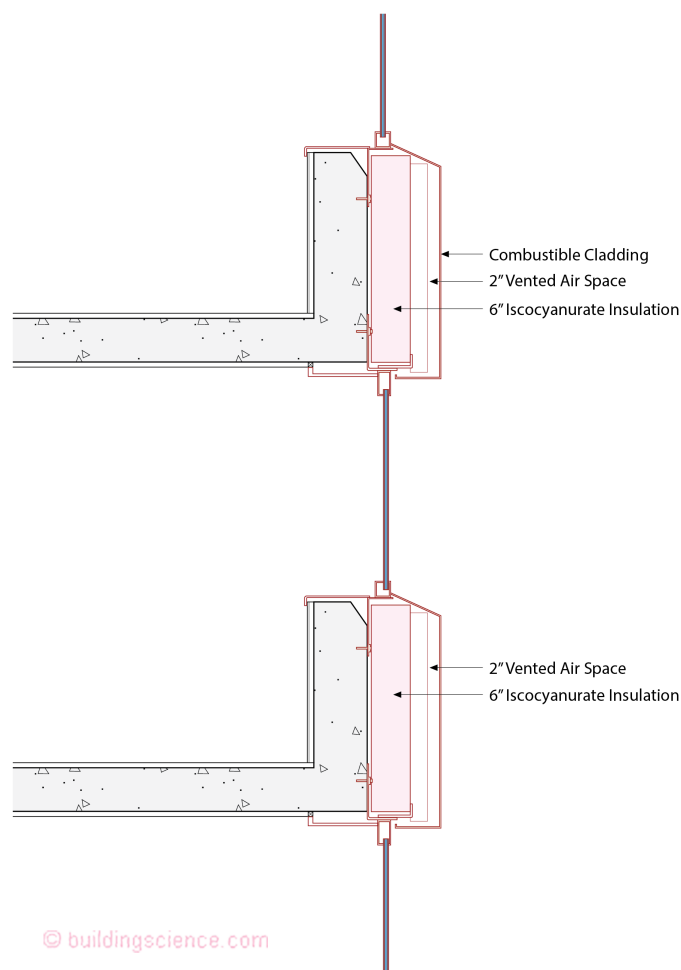 Combustible Cladding
2” Vented Air Space
6” Iscocyanurate Insulation
2” Vented Air Space
6” Iscocyanurate Insulation
© buildingscience.com